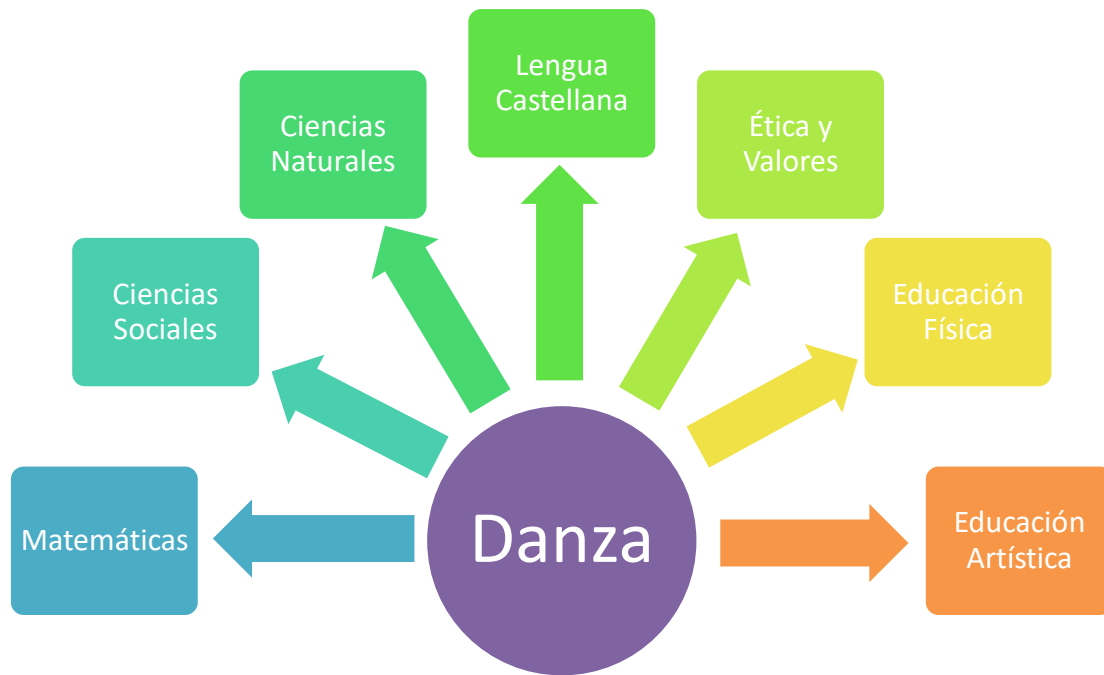 Lengua
Castellana
Ciencias
Naturales
Ética y
Valores
Ciencias
Sociales
Educación
Física
Matemáticas
Danza
Educación
Artística